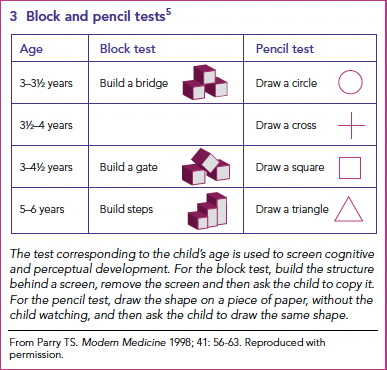 3 Block and pencil tests5
Age Block test Pencil test
3–3½ years Build a bridge Draw a circle
3½–4 years Draw a cross
3–4½ years Build a gate Draw a square
5–6 years Build steps Draw a triangle
The test corresponding to the child's age is used to screen cognitive
and perceptual development. For the block test, build the structure
behind a screen, remove the screen and then ask the child to copy it.
For the pencil test, draw the shape on a piece of paper, without the
child watching, and then ask the child to draw the same shape.
From Parry TS. Modern Medicine 1998; 41: 56-63. Reproduced with
permission.